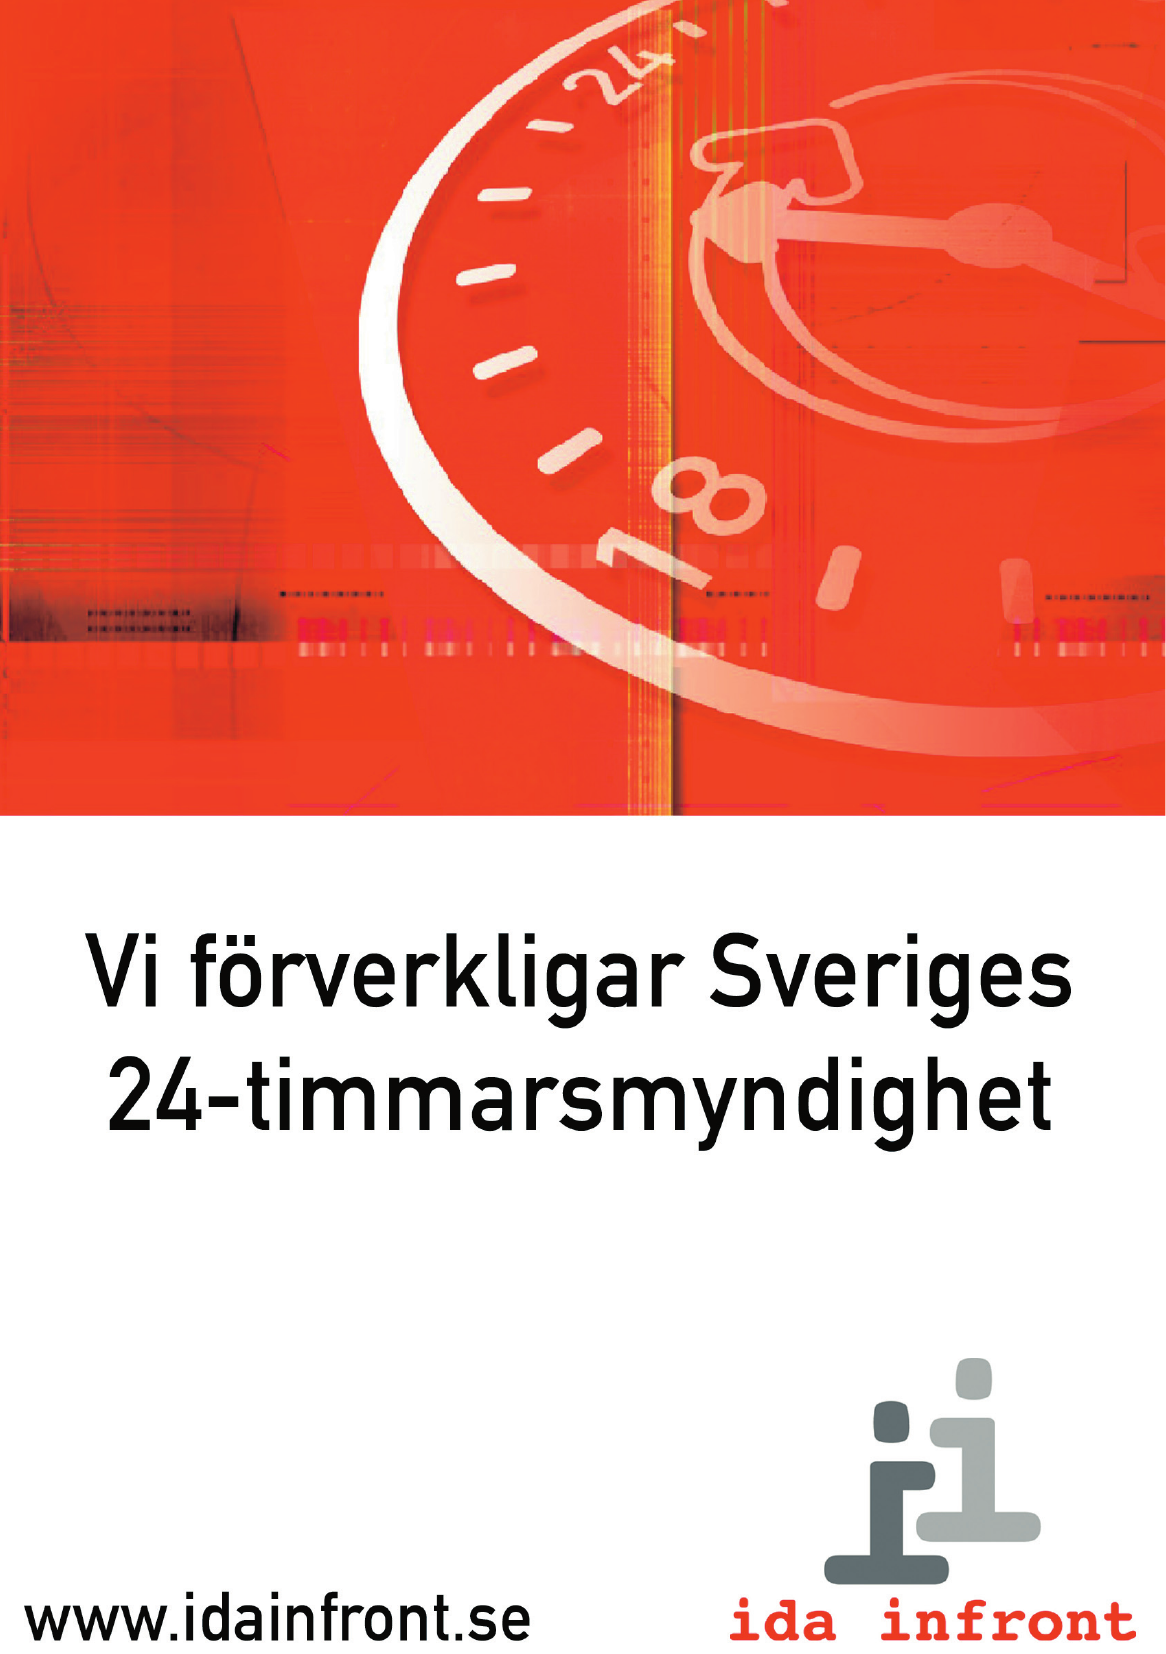 24
18
Vi förverkligar Sveriges
24-timmarsmyndighet
www.idainfront.se
ida infront